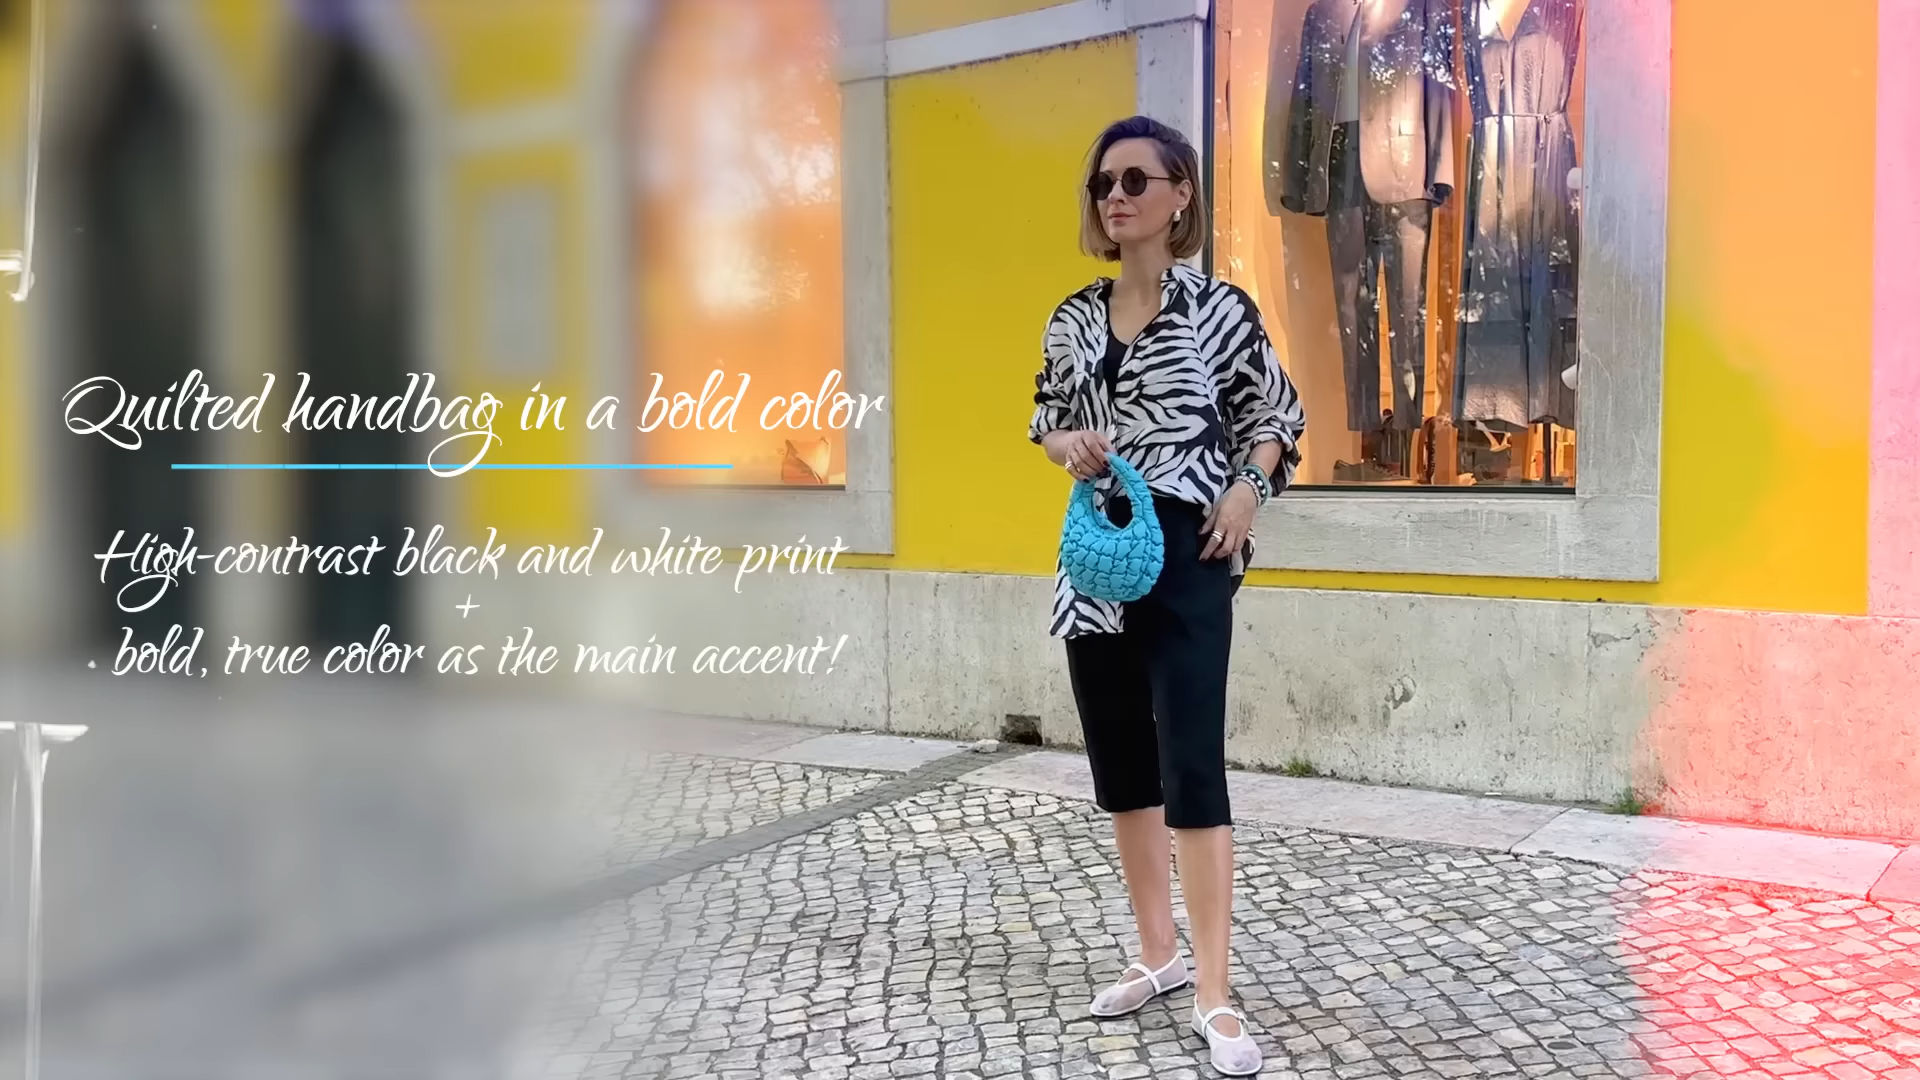 Quilted handbag in a bold color
High-contrast black and white print
+
bold, true color as the main accent!